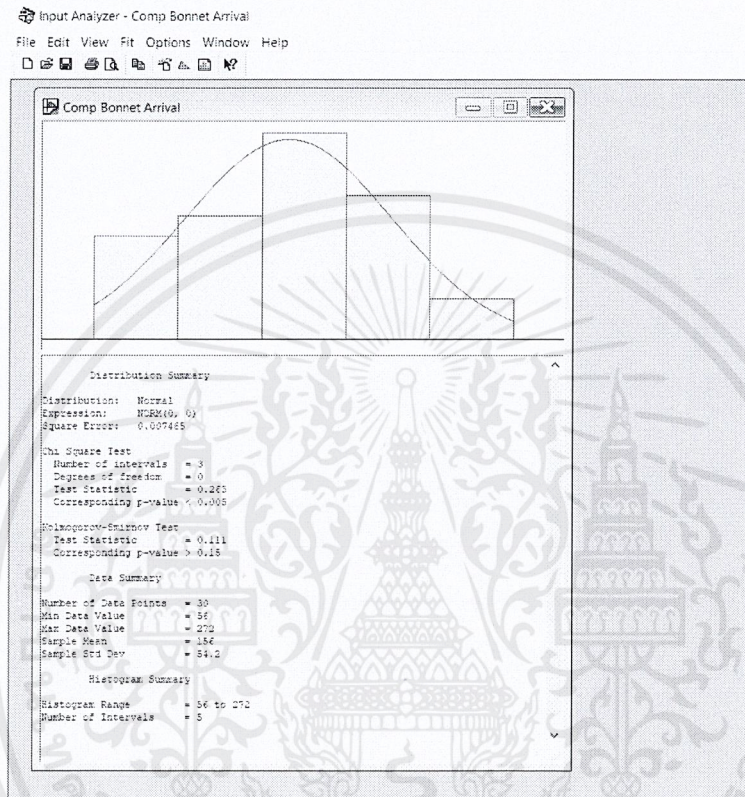 Input Analyzer - Comp Bonnet Arrival
File Edit View Fit Options Window Help
Comp Bonnet Arrival
Distribution Summary
Distribution: Normal
Expression: NORM(0, 0)
Square Error: 0.007465
Chi Square Test
Number of intervals = 3
Degrees of freedom = 0
Test Statistic = 0.263
Corresponding p-value < 0.005
Kolmogorov-Smirnov Test
Test Statistic = 0.111
Corresponding p-value > 0.15
Data Summary
Number of Data Points = 30
Min Data Value = 56
Max Data Value = 272
Sample Mean = 156
Sample Std Dev = 54.2
Histogram Summary
Histogram Range = 56 to 272
Number of Intervals = 5